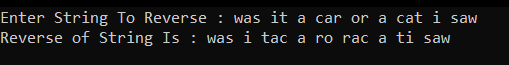 Enter String To Reverse : was it a car or a cat i saw
Reverse of String Is : was i tac a ro rac a ti saw